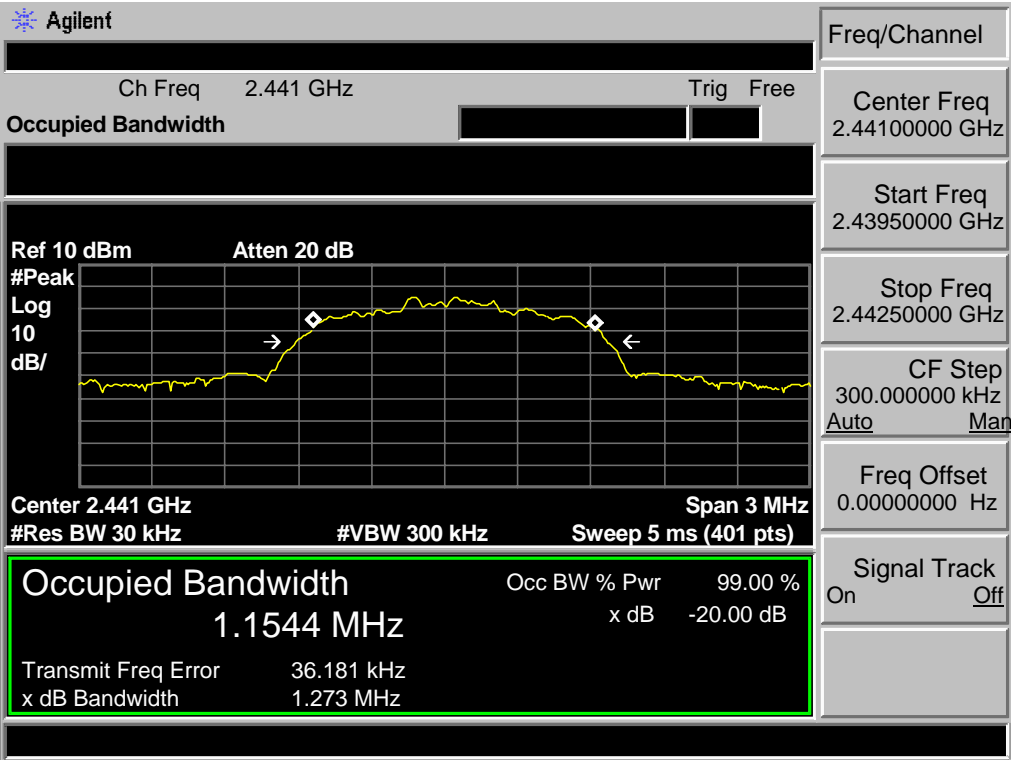 Agilent
Freq/Channel
Ch Freq 2.441 GHz Trig Free
Occupied Bandwidth
Center Freq
2.44100000 GHz
Start Freq
2.43950000 GHz
Stop Freq
2.44250000 GHz
CF Step
300.000000 kHz
Auto Man
Freq Offset
0.00000000 Hz
Signal Track
On Off
Ref 10 dBm Atten 20 dB
#Peak
Log
10
dB/
Center 2.441 GHz Span 3 MHz
#Res BW 30 kHz #VBW 300 kHz Sweep 5 ms (401 pts)
Occupied Bandwidth Occ BW % Pwr 99.00 %
1.1544 MHz x dB -20.00 dB
Transmit Freq Error 36.181 kHz
x dB Bandwidth 1.273 MHz